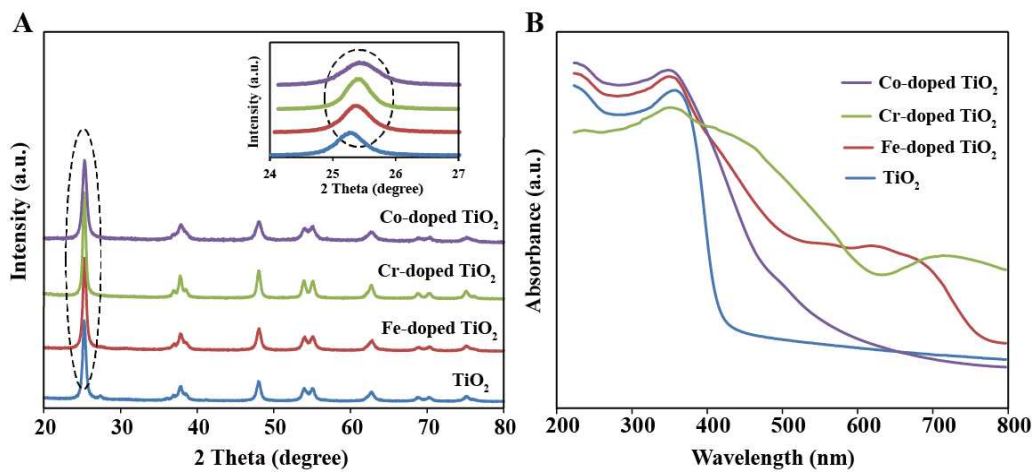 A
Intensity (a.u.)
Intensity (a.u.)
24 25 26 27
2 Theta (degree)
Co-doped TiO2
Cr-doped TiO2
Fe-doped TiO2
TiO2
20 30 40 50 60 70 80
2 Theta (degree)
B
Absorbance (a.u.)
Co-doped TiO2
Cr-doped TiO2
Fe-doped TiO2
TiO2
200 300 400 500 600 700 800
Wavelength (nm)